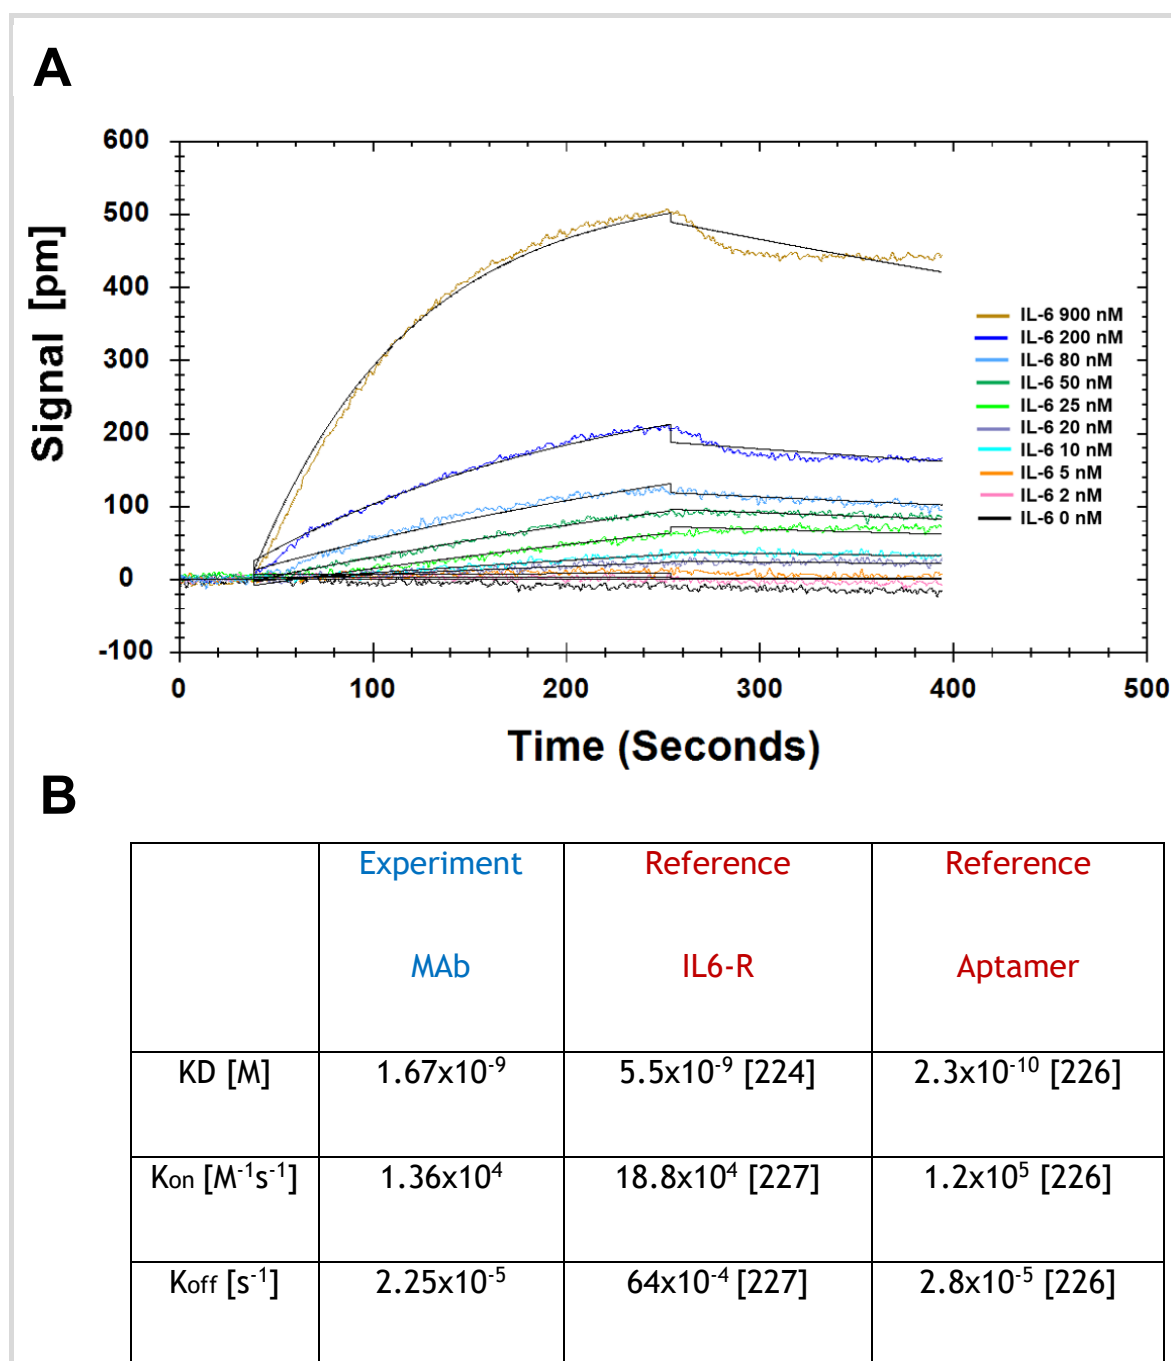 A
600
500
400
300
200
100
0
-100
Signal [pm]
0 100 200 300 400 500
Time (Seconds)
IL-6 900 nM
IL-6 200 nM
IL-6 80 nM
IL-6 50 nM
IL-6 25 nM
IL-6 20 nM
IL-6 10 nM
IL-6 5 nM
IL-6 2 nM
IL-6 0 nM
B
Experiment Reference Reference
MAb IL6-R Aptamer
KD [M] 1.67x10⁻⁹ 5.5x10⁻⁹ [224] 2.3x10⁻¹⁰ [226]
Kon [M⁻¹s⁻¹] 1.36x10⁴ 18.8x10⁴ [227] 1.2x10⁵ [226]
Koff [s⁻¹] 2.25x10⁻⁵ 64x10⁻⁴ [227] 2.8x10⁻⁵ [226]